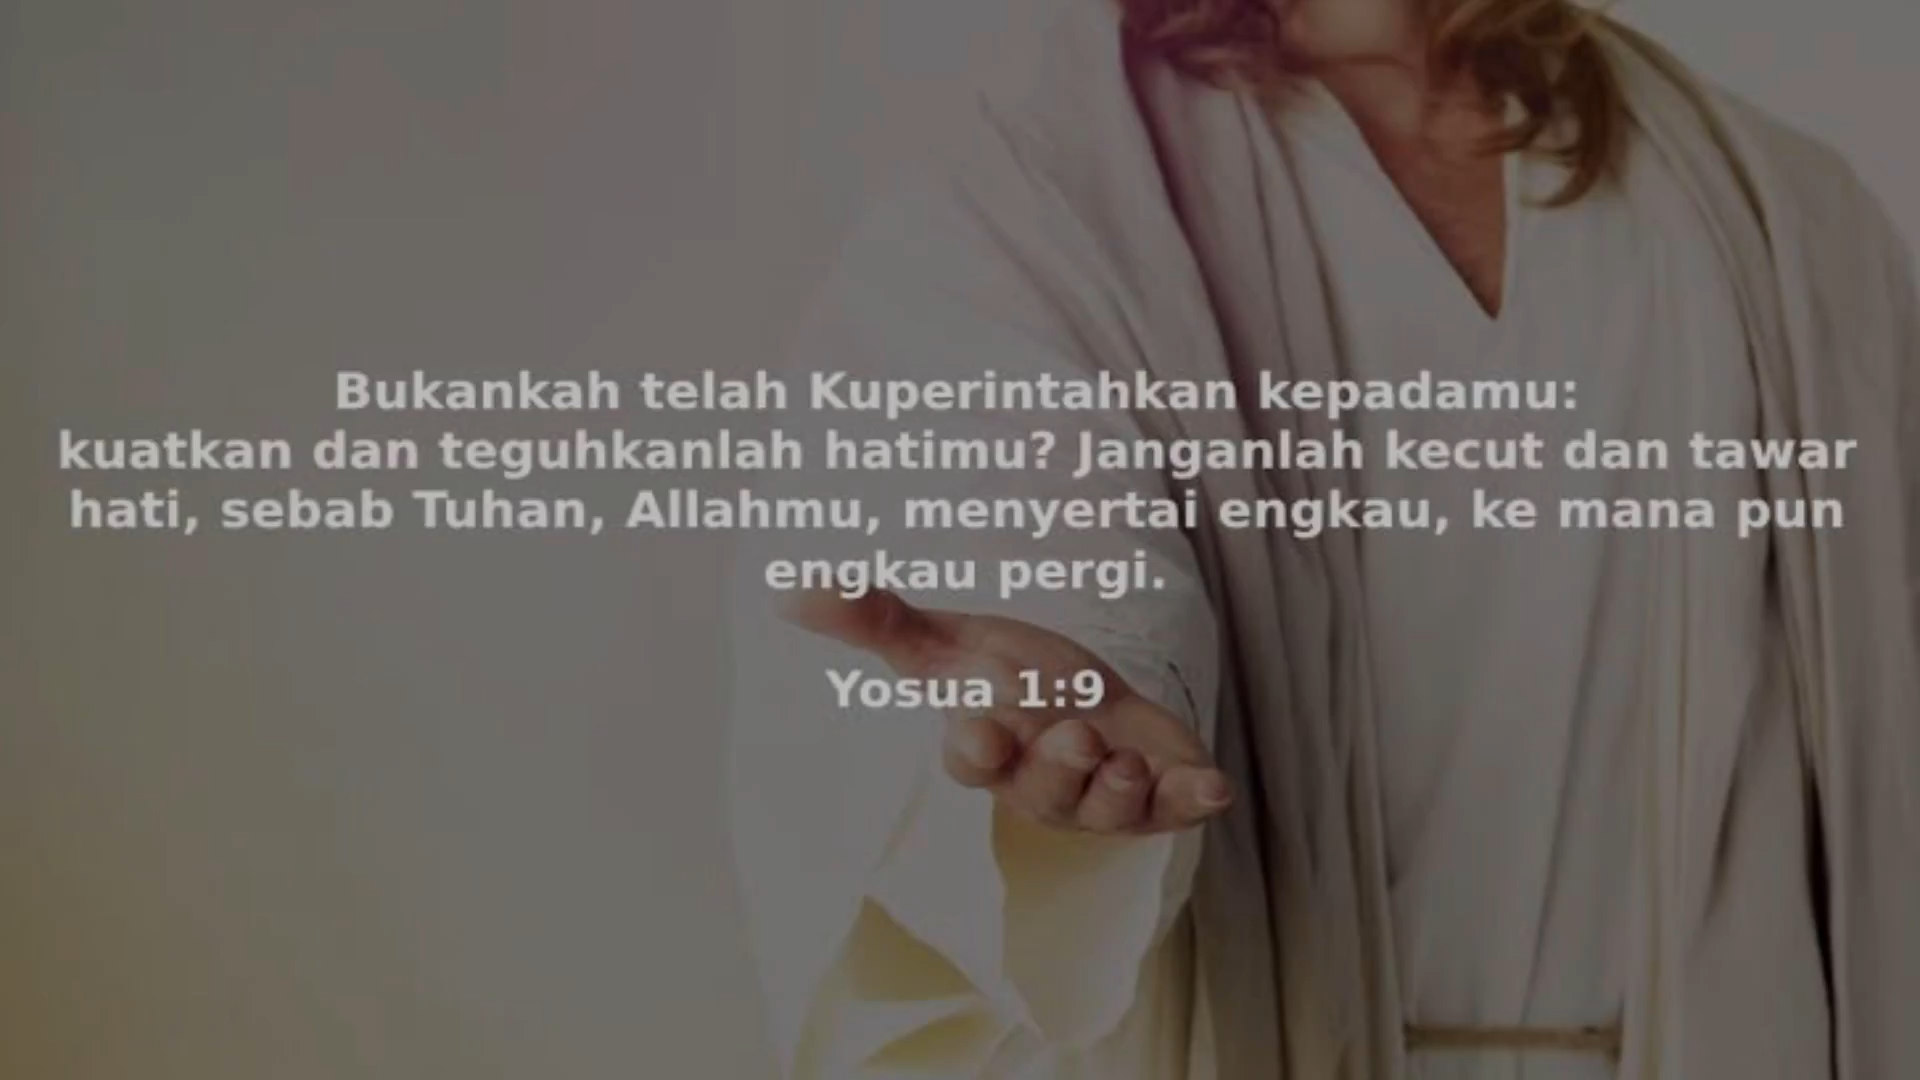 Bukankah telah Kuperintahkan kepadamu:
kuatkan dan teguhkanlah hatimu? Janganlah kecut dan tawar
hati, sebab Tuhan, Allahmu, menyertai engkau, ke mana pun
engkau pergi.
Yosua 1:9